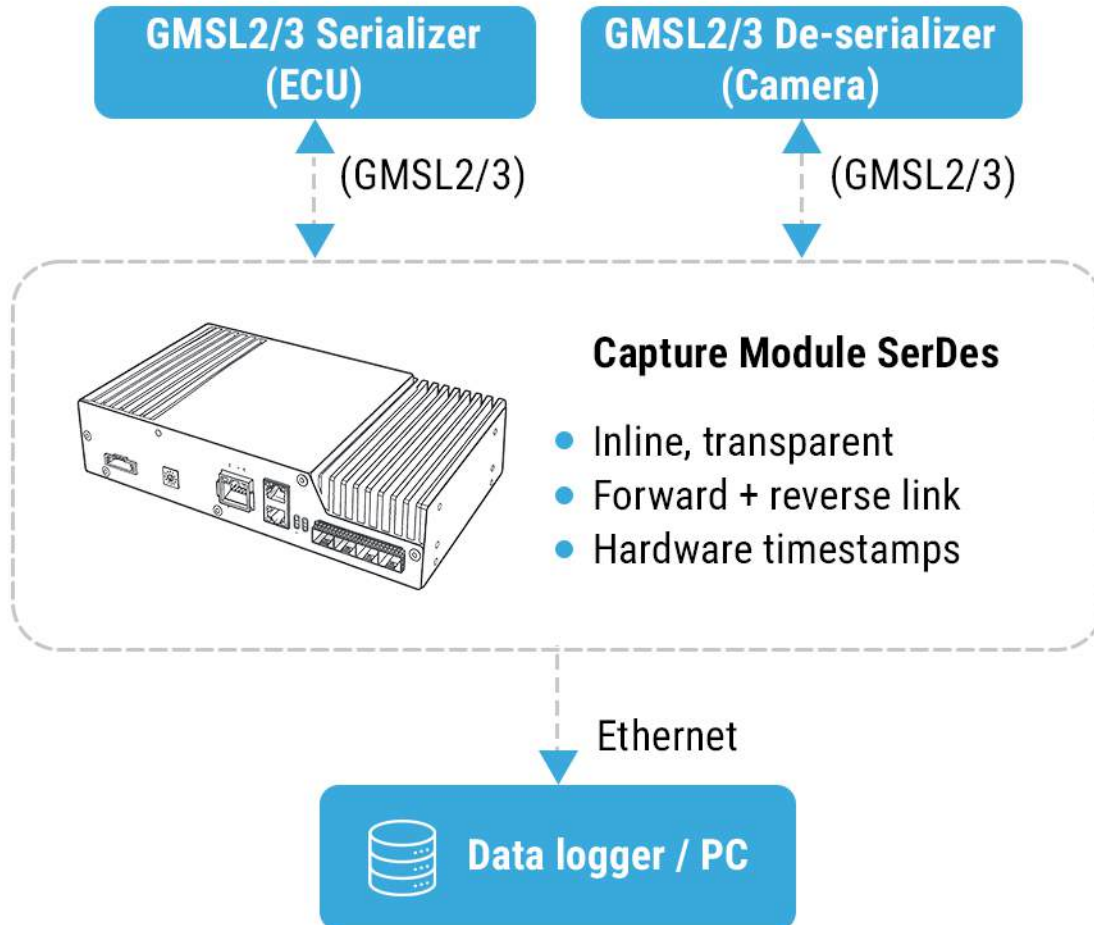 GMSL2/3 Serializer
(ECU)
GMSL2/3 De-serializer
(Camera)
(GMSL2/3)
(GMSL2/3)
Capture Module SerDes
Inline, transparent
Forward + reverse link
Hardware timestamps
Ethernet
Data logger / PC